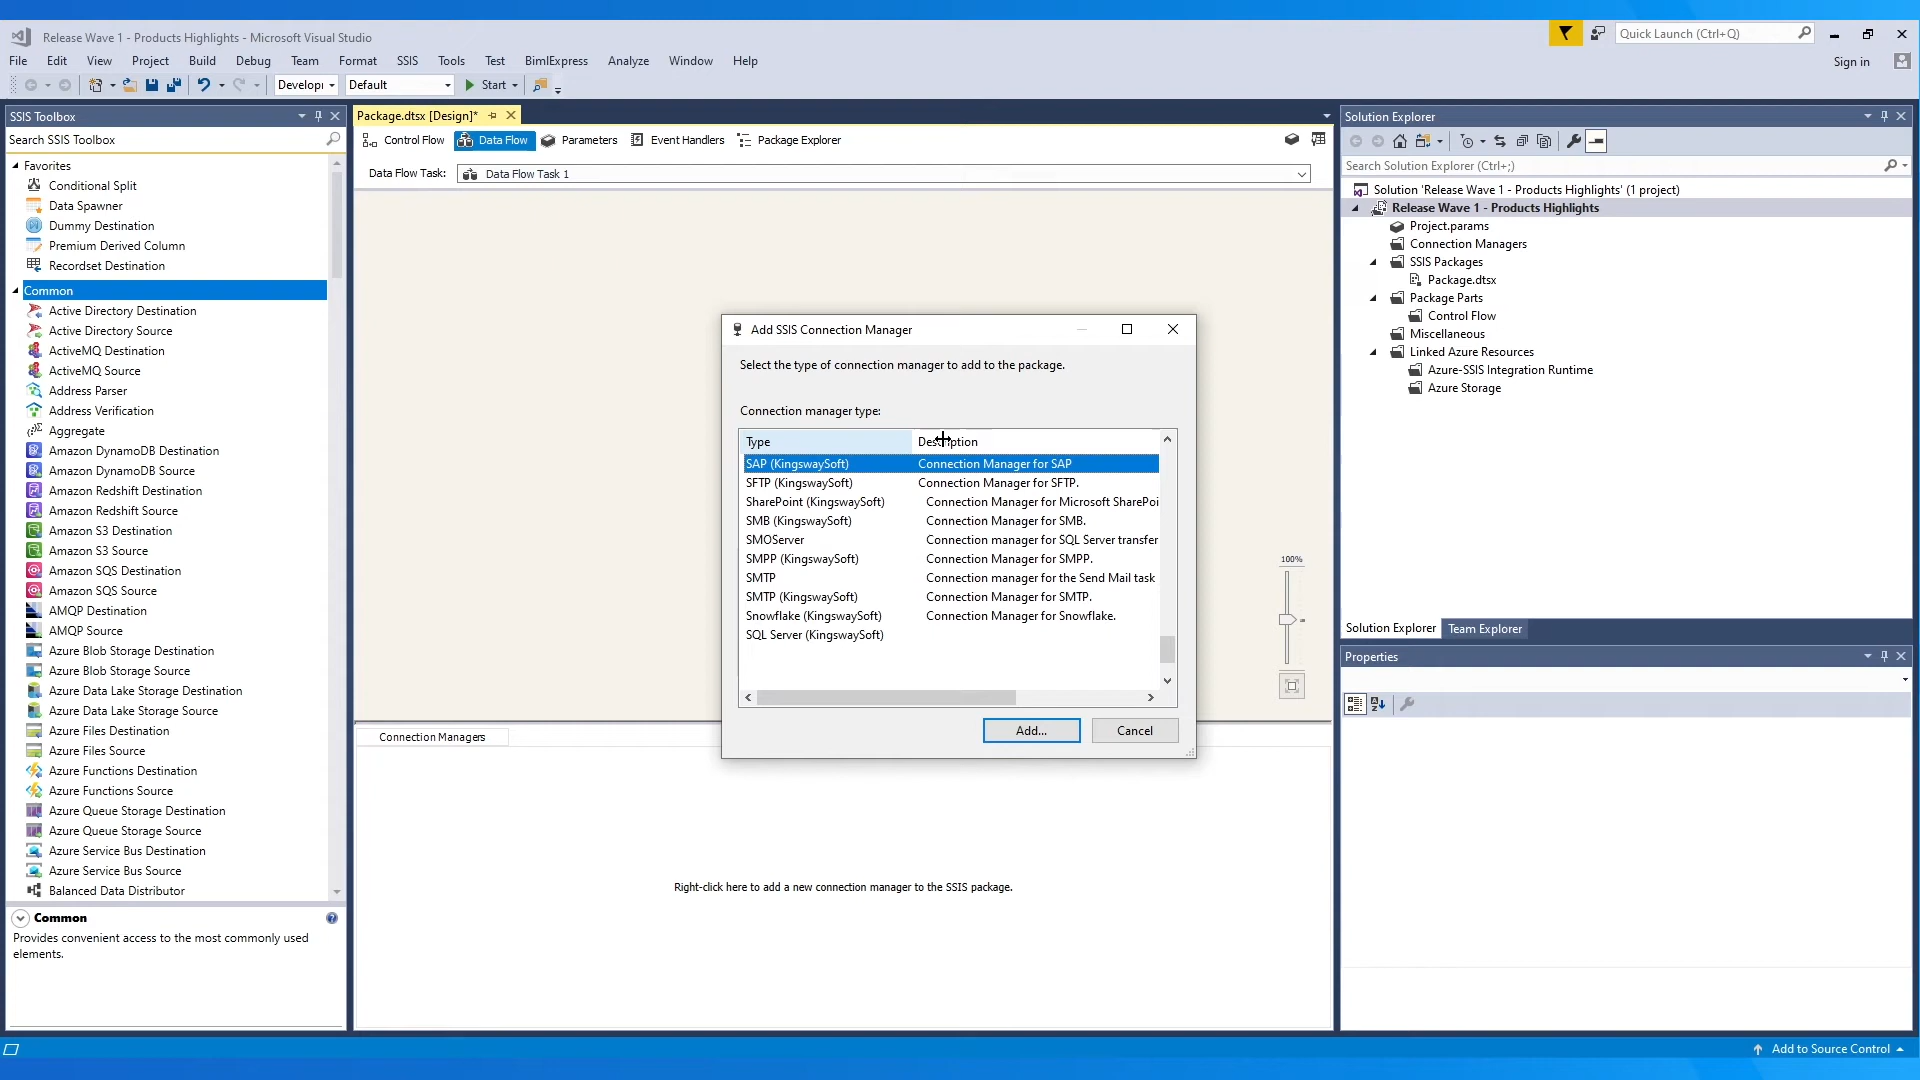 Release Wave 1 - Products Highlights - Microsoft Visual Studio
Quick Launch (Ctrl+Q)
File Edit View Project Build Debug Team Format SSIS Tools Test BimlExpress Analyze Window Help
Sign in
Developı Default Start
SSIS Toolbox
Search SSIS Toolbox
Favorites
Conditional Split
Data Spawner
Dummy Destination
Premium Derived Column
Recordset Destination
Common
Active Directory Destination
Active Directory Source
ActiveMQ Destination
ActiveMQ Source
Address Parser
Address Verification
Aggregate
Amazon DynamoDB Destination
Amazon DynamoDB Source
Amazon Redshift Destination
Amazon Redshift Source
Amazon S3 Destination
Amazon S3 Source
Amazon SQS Destination
Amazon SQS Source
AMQP Destination
AMQP Source
Azure Blob Storage Destination
Azure Blob Storage Source
Azure Data Lake Storage Destination
Azure Data Lake Storage Source
Azure Files Destination
Azure Files Source
Azure Functions Destination
Azure Functions Source
Azure Queue Storage Destination
Azure Queue Storage Source
Azure Service Bus Destination
Azure Service Bus Source
Balanced Data Distributor
Common
Provides convenient access to the most commonly used
elements.
Package.dtsx [Design]*
Control Flow Data Flow Parameters Event Handlers Package Explorer
Data Flow Task: Data Flow Task 1
100%
Add SSIS Connection Manager
Select the type of connection manager to add to the package.
Connection manager type:
Type Description
SAP (KingswaySoft) Connection Manager for SAP
SFTP (KingswaySoft) Connection Manager for SFTP.
SharePoint (KingswaySoft) Connection Manager for Microsoft SharePoi
SMB (KingswaySoft) Connection Manager for SMB.
SMOServer Connection manager for SQL Server transfer
SMPP (KingswaySoft) Connection Manager for SMPP.
SMTP Connection manager for the Send Mail task
SMTP (KingswaySoft) Connection Manager for SMTP.
Snowflake (KingswaySoft) Connection Manager for Snowflake.
SQL Server (KingswaySoft)
Add... Cancel
Connection Managers
Right-click here to add a new connection manager to the SSIS package.
Solution Explorer
Search Solution Explorer (Ctrl+;)
Solution 'Release Wave 1 - Products Highlights' (1 project)
Release Wave 1 - Products Highlights
Project.params
Connection Managers
SSIS Packages
Package.dtsx
Package Parts
Control Flow
Miscellaneous
Linked Azure Resources
Azure-SSIS Integration Runtime
Azure Storage
Solution Explorer Team Explorer
Properties
Add to Source Control